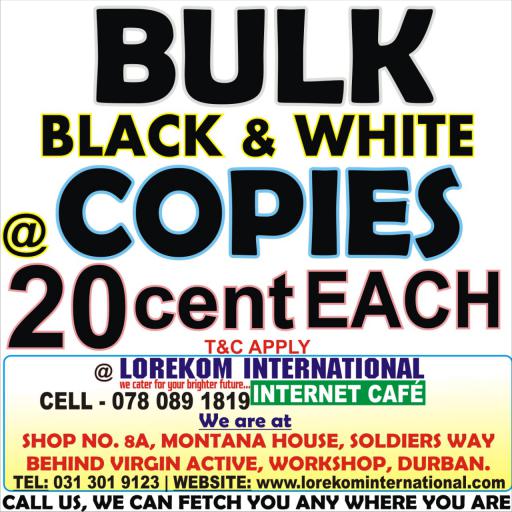 BULK
BLACK & WHITE
@ COPIES
20 cent EACH
T&C APPLY
@ LOREKOM INTERNATIONAL
we cater for your brighter future...
INTERNET CAFÉ
CELL - 078 089 1819
We are at
SHOP NO. 8A, MONTANA HOUSE, SOLDIERS WAY
BEHIND VIRGIN ACTIVE, WORKSHOP, DURBAN.
TEL: 031 301 9123 | WEBSITE: www.lorekominternational.com
CALL US, WE CAN FETCH YOU ANY WHERE YOU ARE